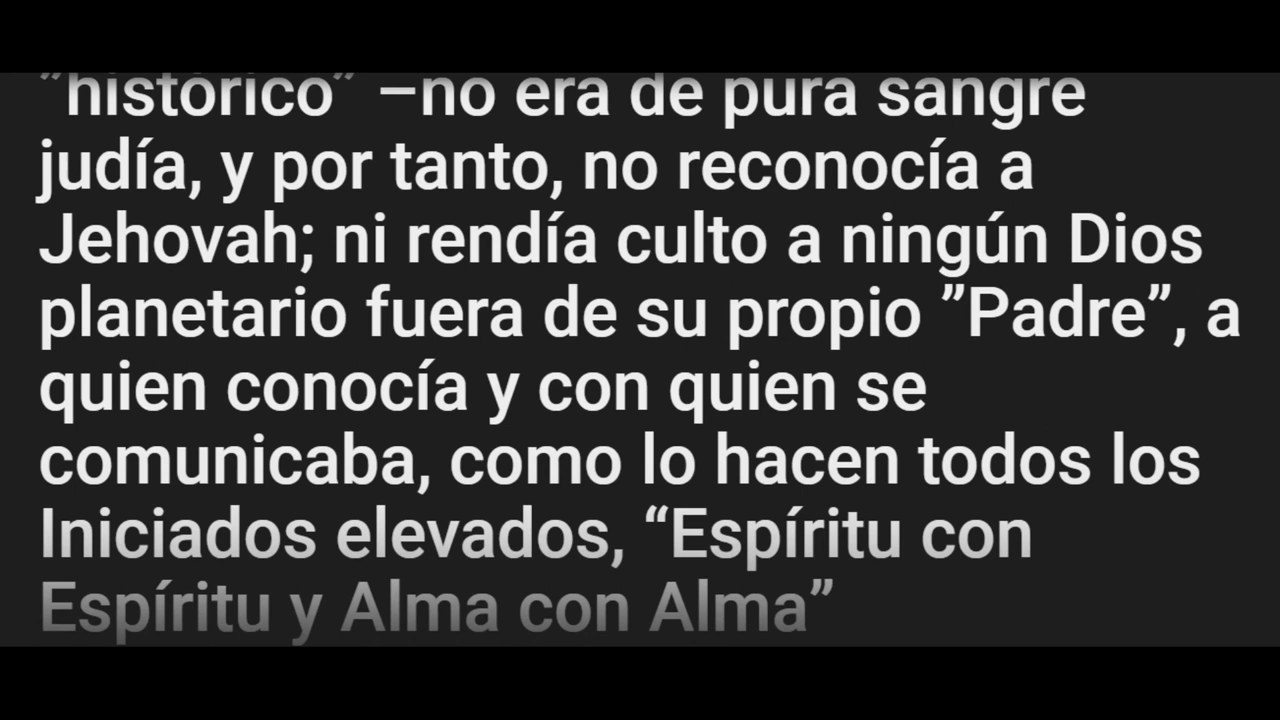 ”histórico” –no era de pura sangre
judía, y por tanto, no reconocía a
Jehovah; ni rendía culto a ningún Dios
planetario fuera de su propio ”Padre”, a
quien conocía y con quien se
comunicaba, como lo hacen todos los
Iniciados elevados, “Espíritu con
Espíritu y Alma con Alma”